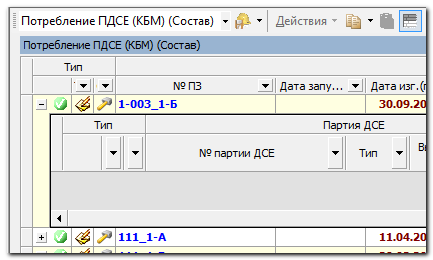 Потребление ПДСЕ (КБМ) (Состав) Действия
Потребление ПДСЕ (КБМ) (Состав)
Тип
№ ПЗ Дата запу... Дата изг.(п
1-003_1-Б 30.09.20
Тип Партия ДСЕ
№ партии ДСЕ Тип В
111_1-А 11.04.20